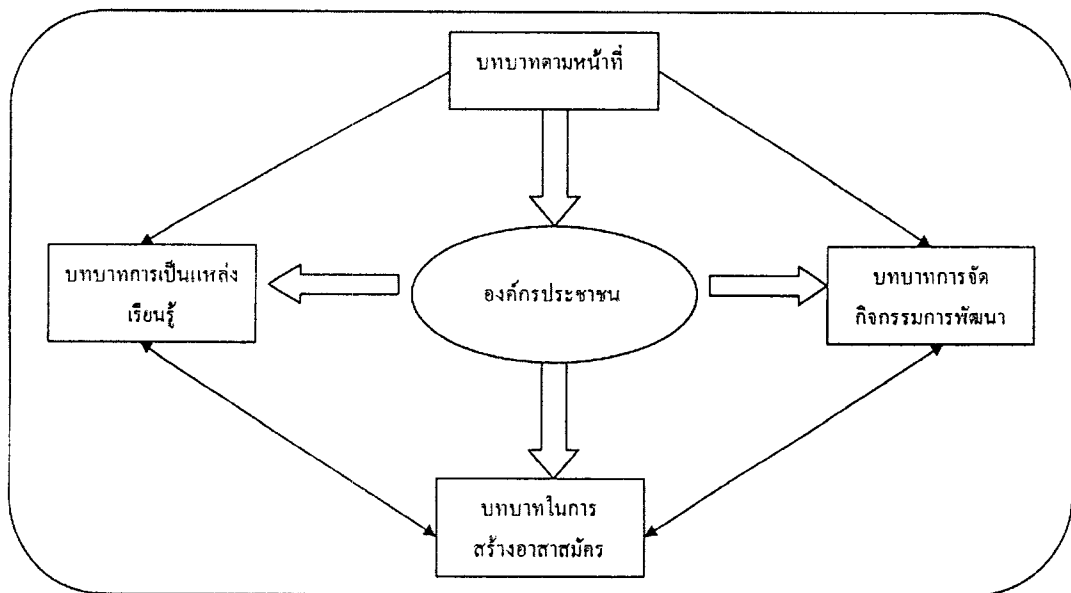 บทบาทตามหน้าที่
บทบาทการเป็นแหล่ง
เรียนรู้
องค์กรประชาชน
บทบาทการจัด
กิจกรรมการพัฒนา
บทบาทในการ
สร้างอาสาสมัคร